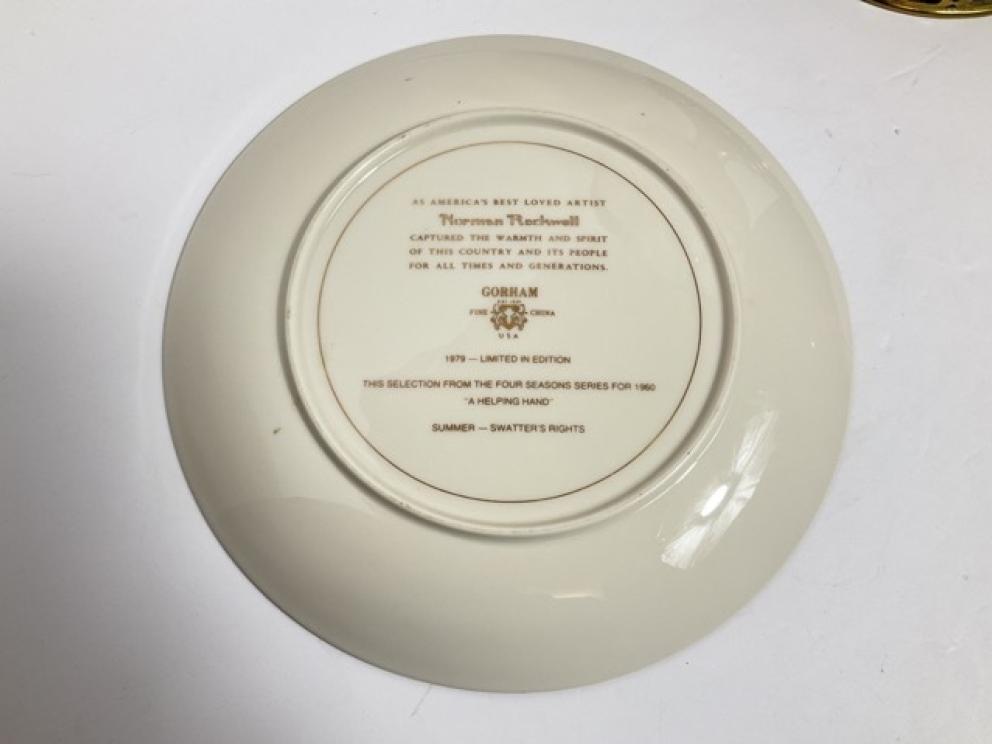 AS AMERICA'S BEST LOVED ARTIST
Norman Rockwell
CAPTURED THE WARMTH AND SPIRIT
OF THIS COUNTRY AND ITS PEOPLE
FOR ALL TIMES AND GENERATIONS.
GORHAM
FINE CHINA
USA
1979 — LIMITED IN EDITION
THIS SELECTION FROM THE FOUR SEASONS SERIES FOR 1960
"A HELPING HAND"
SUMMER — SWATTER'S RIGHTS